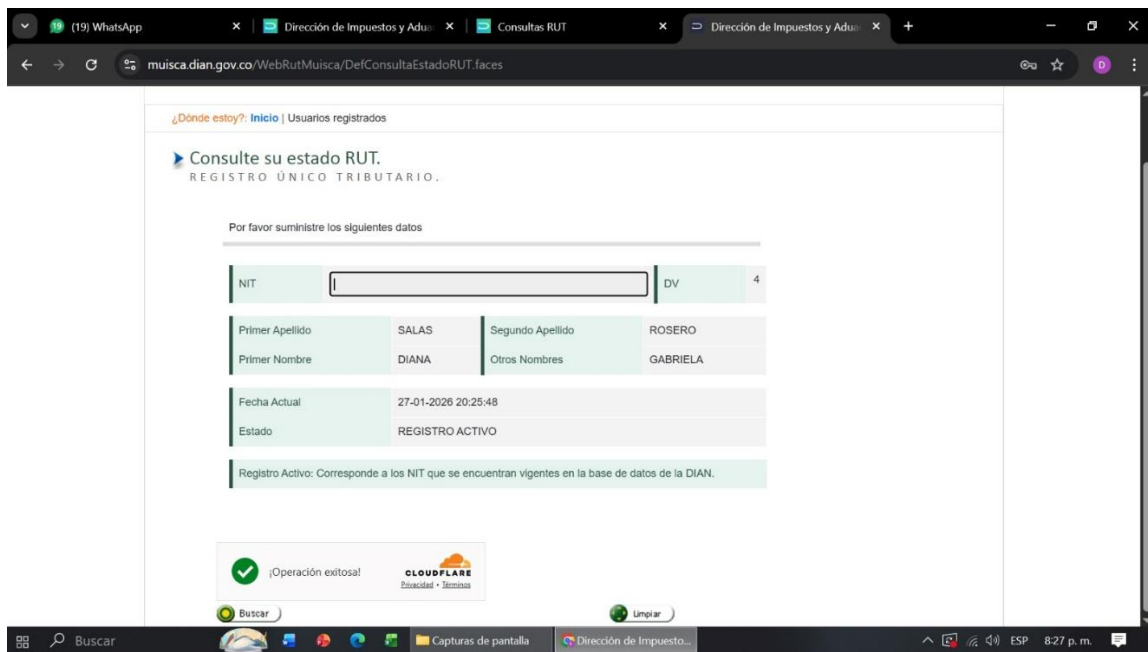 19 (19) WhatsApp Dirección de Impuestos y Adua Consultas RUT Dirección de Impuestos y Adua
muisca.dian.gov.co/WebRutMuisca/DefConsultaEstadoRUT.faces D
¿Dónde estoy?: Inicio | Usuarios registrados
Consulte su estado RUT.
REGISTRO ÚNICO TRIBUTARIO.
Por favor suministre los siguientes datos
NIT DV 4
Primer Apellido SALAS Segundo Apellido ROSERO
Primer Nombre DIANA Otros Nombres GABRIELA
Fecha Actual 27-01-2026 20:25:48
Estado REGISTRO ACTIVO
Registro Activo: Corresponde a los NIT que se encuentran vigentes en la base de datos de la DIAN.
¡Operación exitosa! CLOUDFLARE
Privacidad • Términos
Buscar Limpiar
Buscar Capturas de pantalla Dirección de Impuesto... ESP 8:27 p. m.